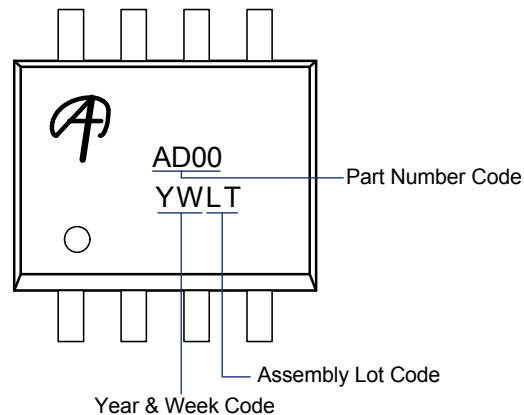 AD00
Part Number Code
YWLT
Assembly Lot Code
Year & Week Code